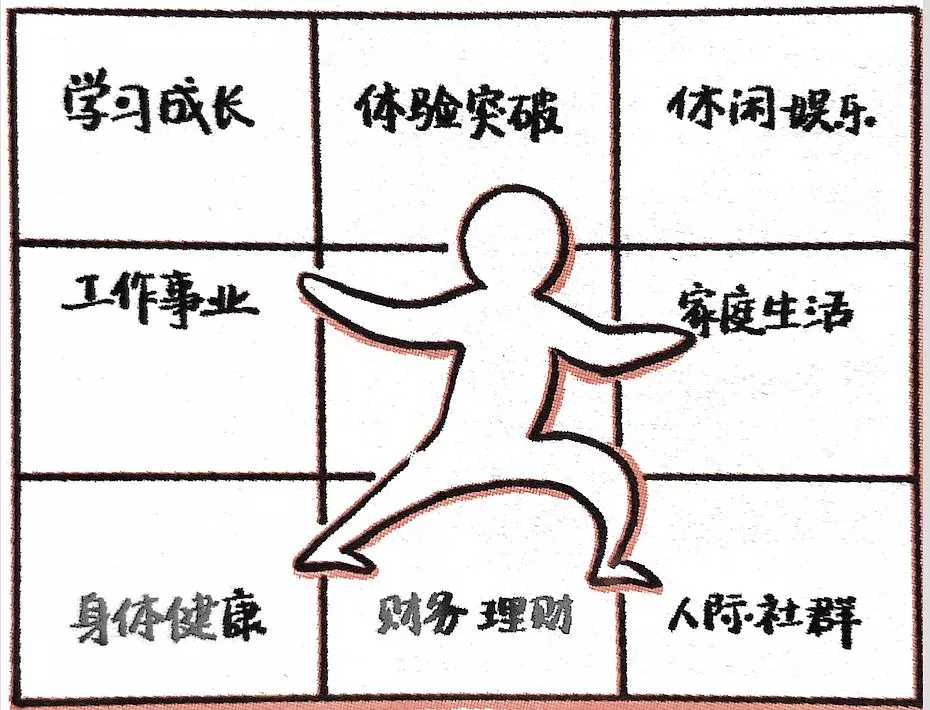 学习成长
体验突破
休闲娱乐
工作事业
家庭生活
身体健康
财务理财
人际·社群